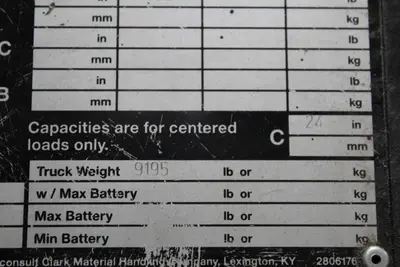 mm kg
C in lb
mm kg
B in lb
mm kg
Capacities are for centered
loads only. C 24 in
mm
Truck Weight 9195 lb or kg
w / Max Battery lb or kg
Max Battery lb or kg
Min Battery lb or kg
consult Clark Material Handling Company, Lexington, KY 2806176